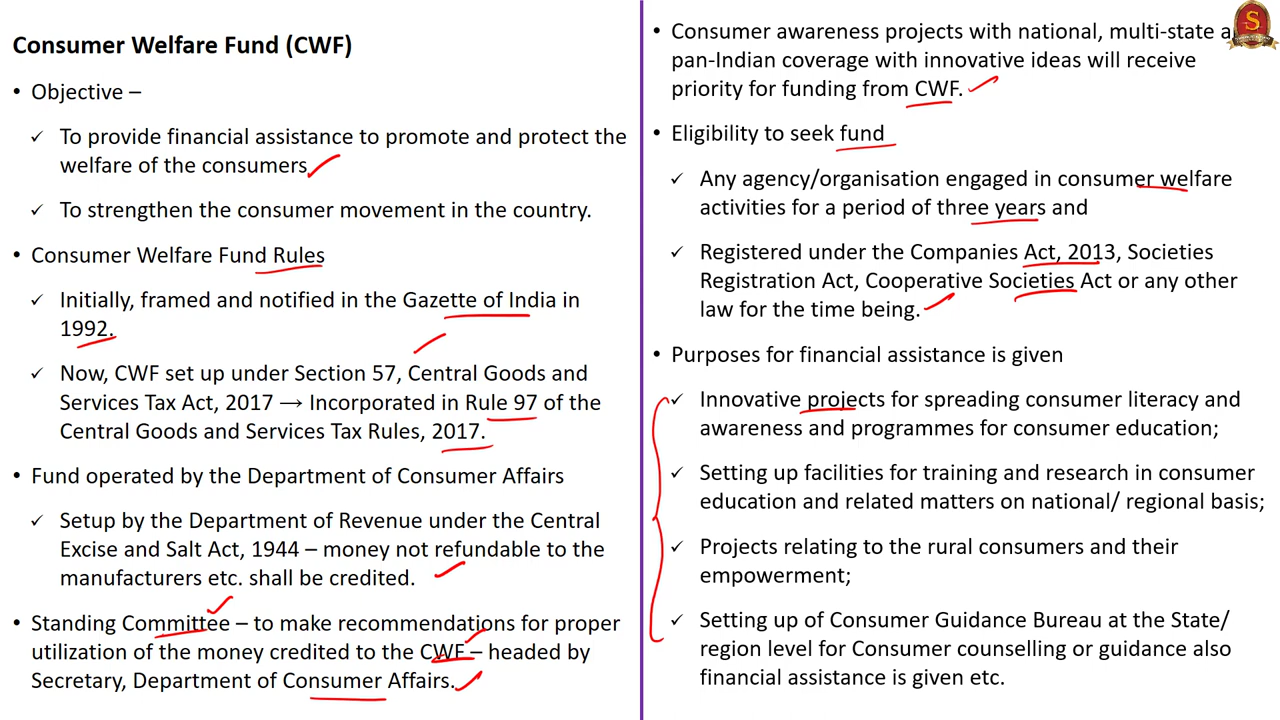 Consumer Welfare Fund (CWF)
• Objective –
✓ To provide financial assistance to promote and protect the
welfare of the consumers
✓ To strengthen the consumer movement in the country.
• Consumer Welfare Fund Rules
✓ Initially, framed and notified in the Gazette of India in
1992.
✓ Now, CWF set up under Section 57, Central Goods and
Services Tax Act, 2017 → Incorporated in Rule 97 of the
Central Goods and Services Tax Rules, 2017.
• Fund operated by the Department of Consumer Affairs
✓ Setup by the Department of Revenue under the Central
Excise and Salt Act, 1944 – money not refundable to the
manufacturers etc. shall be credited.
• Standing Committee – to make recommendations for proper
utilization of the money credited to the CWF – headed by
Secretary, Department of Consumer Affairs.
• Consumer awareness projects with national, multi-state a
pan-Indian coverage with innovative ideas will receive
priority for funding from CWF.
• Eligibility to seek fund
✓ Any agency/organisation engaged in consumer welfare
activities for a period of three years and
✓ Registered under the Companies Act, 2013, Societies
Registration Act, Cooperative Societies Act or any other
law for the time being.
• Purposes for financial assistance is given
✓ Innovative projects for spreading consumer literacy and
awareness and programmes for consumer education;
✓ Setting up facilities for training and research in consumer
education and related matters on national/ regional basis;
✓ Projects relating to the rural consumers and their
empowerment;
✓ Setting up of Consumer Guidance Bureau at the State/
region level for Consumer counselling or guidance also
financial assistance is given etc.